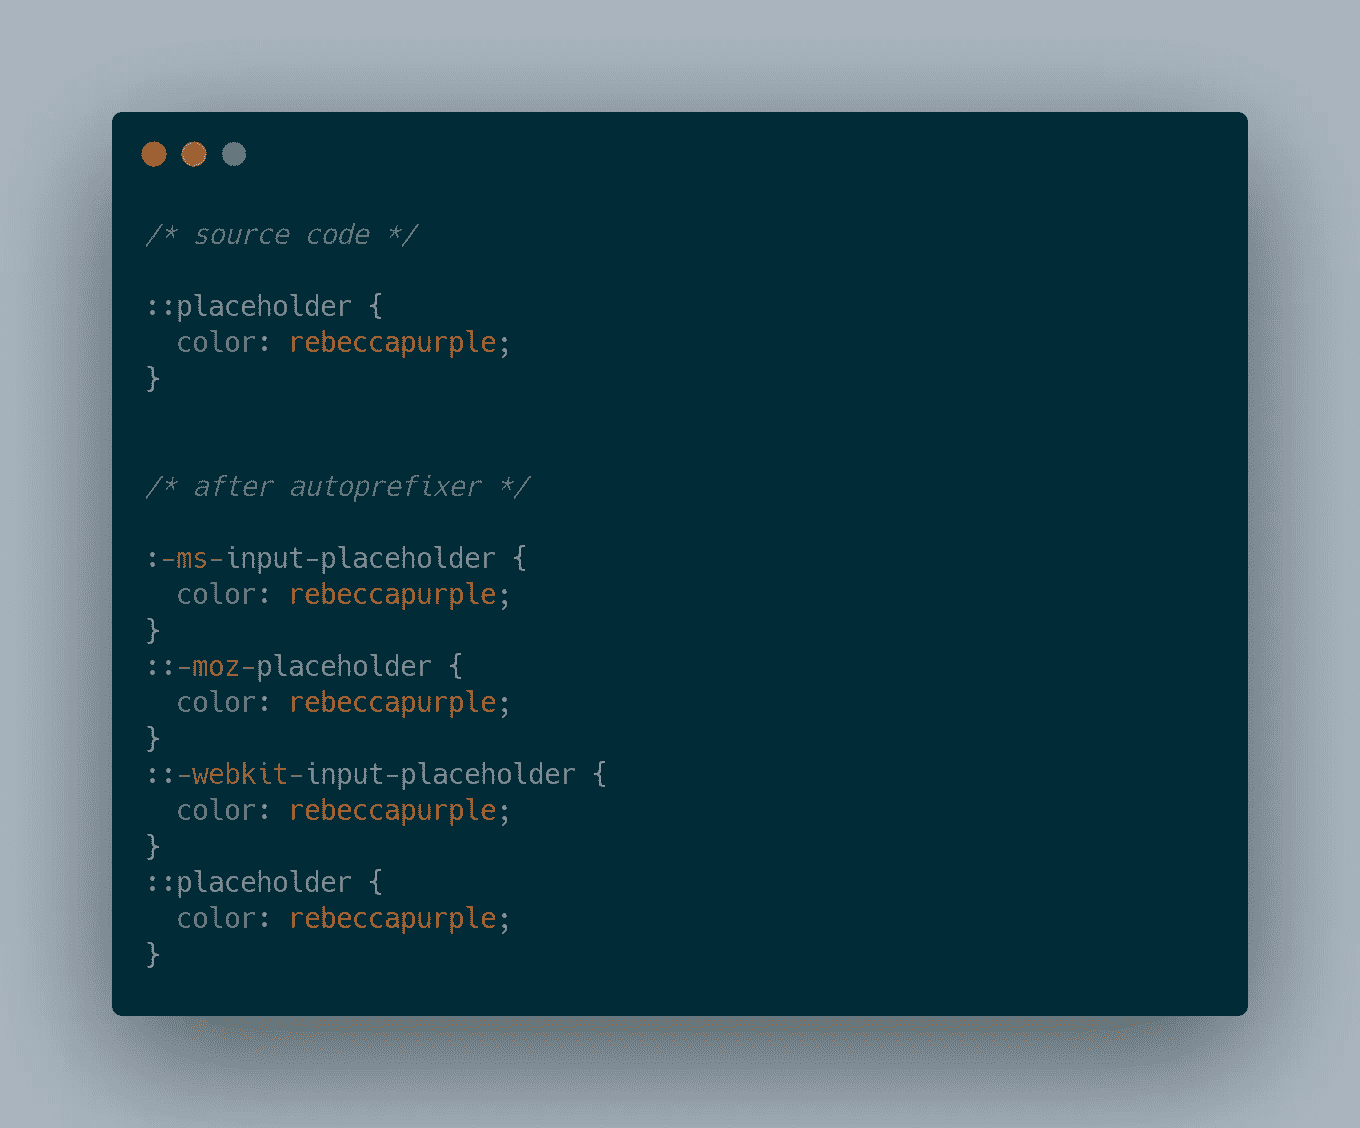 /* source code */
::placeholder {
  color: rebeccapurple;
}
/* after autoprefixer */
:-ms-input-placeholder {
  color: rebeccapurple;
}
::-moz-placeholder {
  color: rebeccapurple;
}
::-webkit-input-placeholder {
  color: rebeccapurple;
}
::placeholder {
  color: rebeccapurple;
}